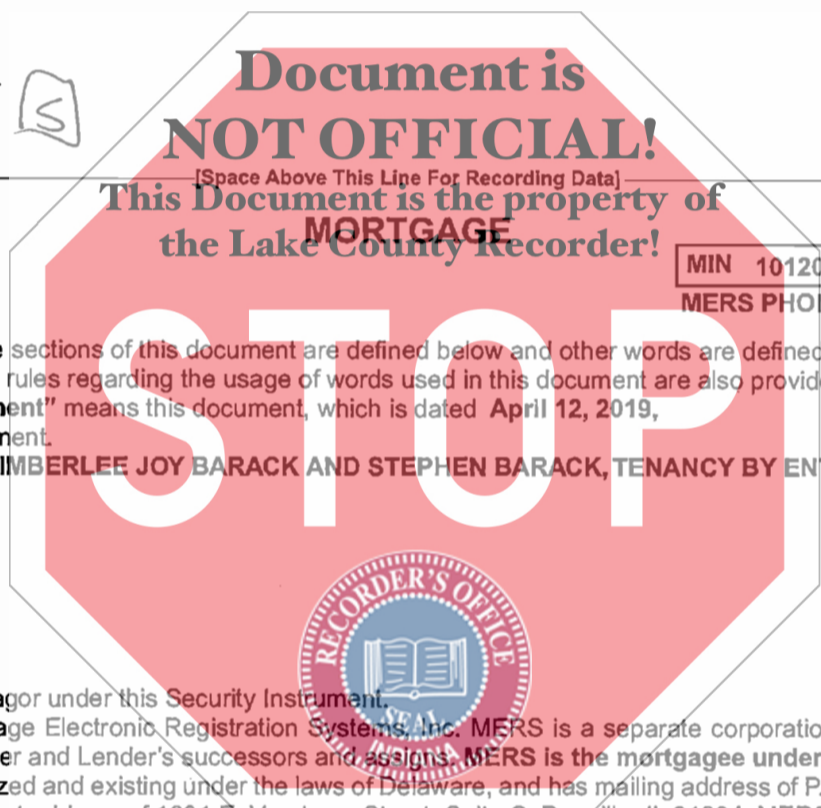 S
Document is
NOT OFFICIAL!
[Space Above This Line For Recording Data]
This Document is the property of
MORTGAGE
the Lake County Recorder!
MIN 10120
MERS PHO
sections of this document are defined below and other words are defined
rules regarding the usage of words used in this document are also provid
ent" means this document, which is dated April 12, 2019,
ment.
IMBERLEE JOY BARACK AND STEPHEN BARACK, TENANCY BY EN
STOP
RECORDER'S OFFICE
SEAL
INDIANA
agor under this Security Instrument.
age Electronic Registration Systems, Inc. MERS is a separate corporatio
er and Lender's successors and assigns. MERS is the mortgagee under
zed and existing under the laws of Delaware, and has mailing address of P.